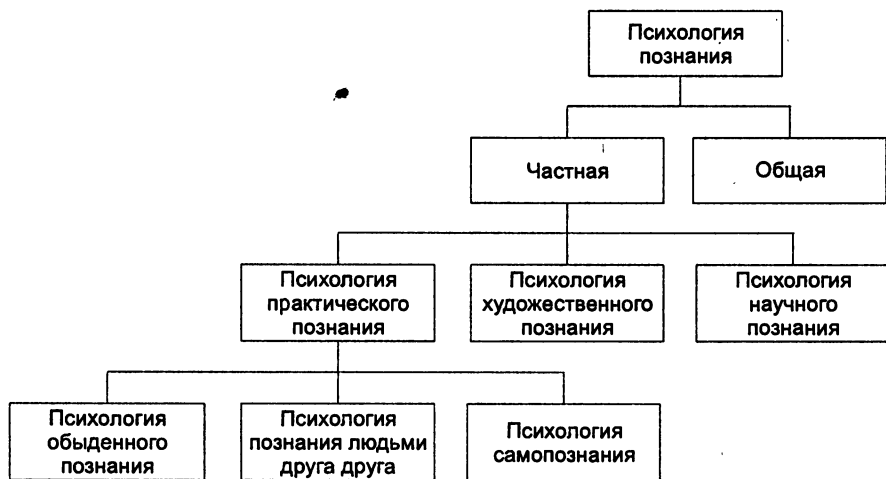 Психология
познания
Частная
Общая
Психология
практического
познания
Психология
художественного
познания
Психология
научного
познания
Психология
обыденного
познания
Психология
познания людьми
друга друга
Психология
самопознания